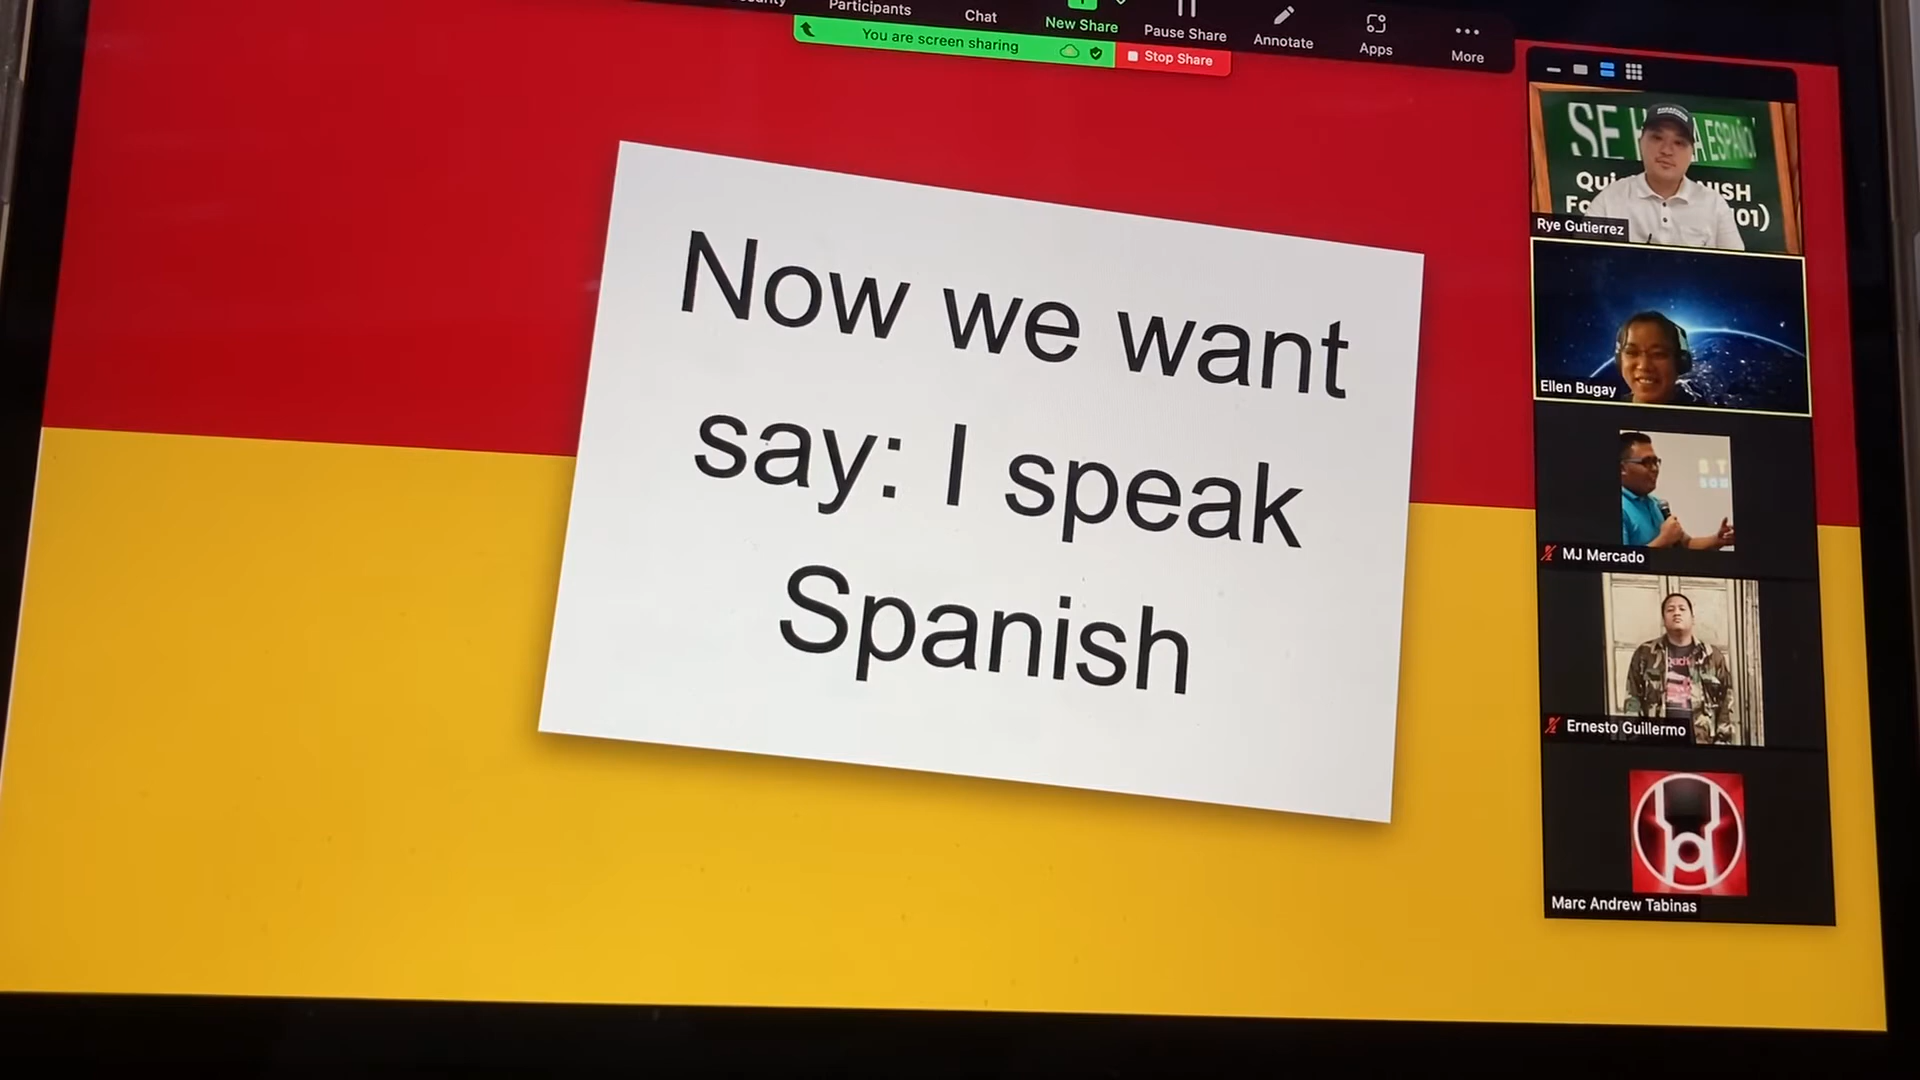 Participants
Chat
New Share
Pause Share
Annotate
Apps
More
You are screen sharing
Stop Share
Now we want
say: I speak
Spanish
SE
ESPAÑOL
Rye Gutierrez
Ellen Bugay
MJ Mercado
Ernesto Guillermo
Marc Andrew Tabinas